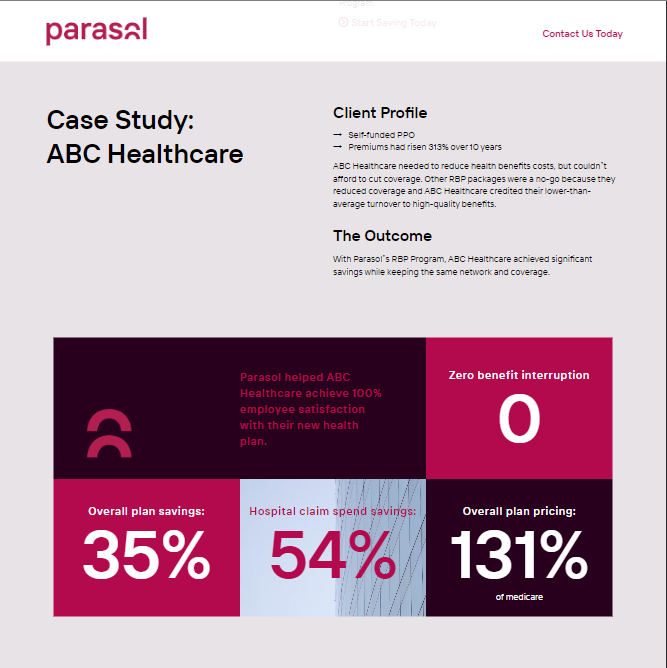 Program
Start Saving Today
parasol
Contact Us Today
Case Study:
ABC Healthcare
Client Profile
→ Self-funded PPO
→ Premiums had risen 313% over 10 years
ABC Healthcare needed to reduce health benefits costs, but couldn"t
afford to cut coverage. Other RBP packages were a no-go because they
reduced coverage and ABC Healthcare credited their lower-than-
average turnover to high-quality benefits.
The Outcome
With Parasol"s RBP Program, ABC Healthcare achieved significant
savings while keeping the same network and coverage.
Parasol helped ABC
Healthcare achieve 100%
employee satisfaction
with their new health
plan.
Zero benefit interruption
0
Overall plan savings:
35%
Hospital claim spend savings:
54%
Overall plan pricing:
131%
of medicare